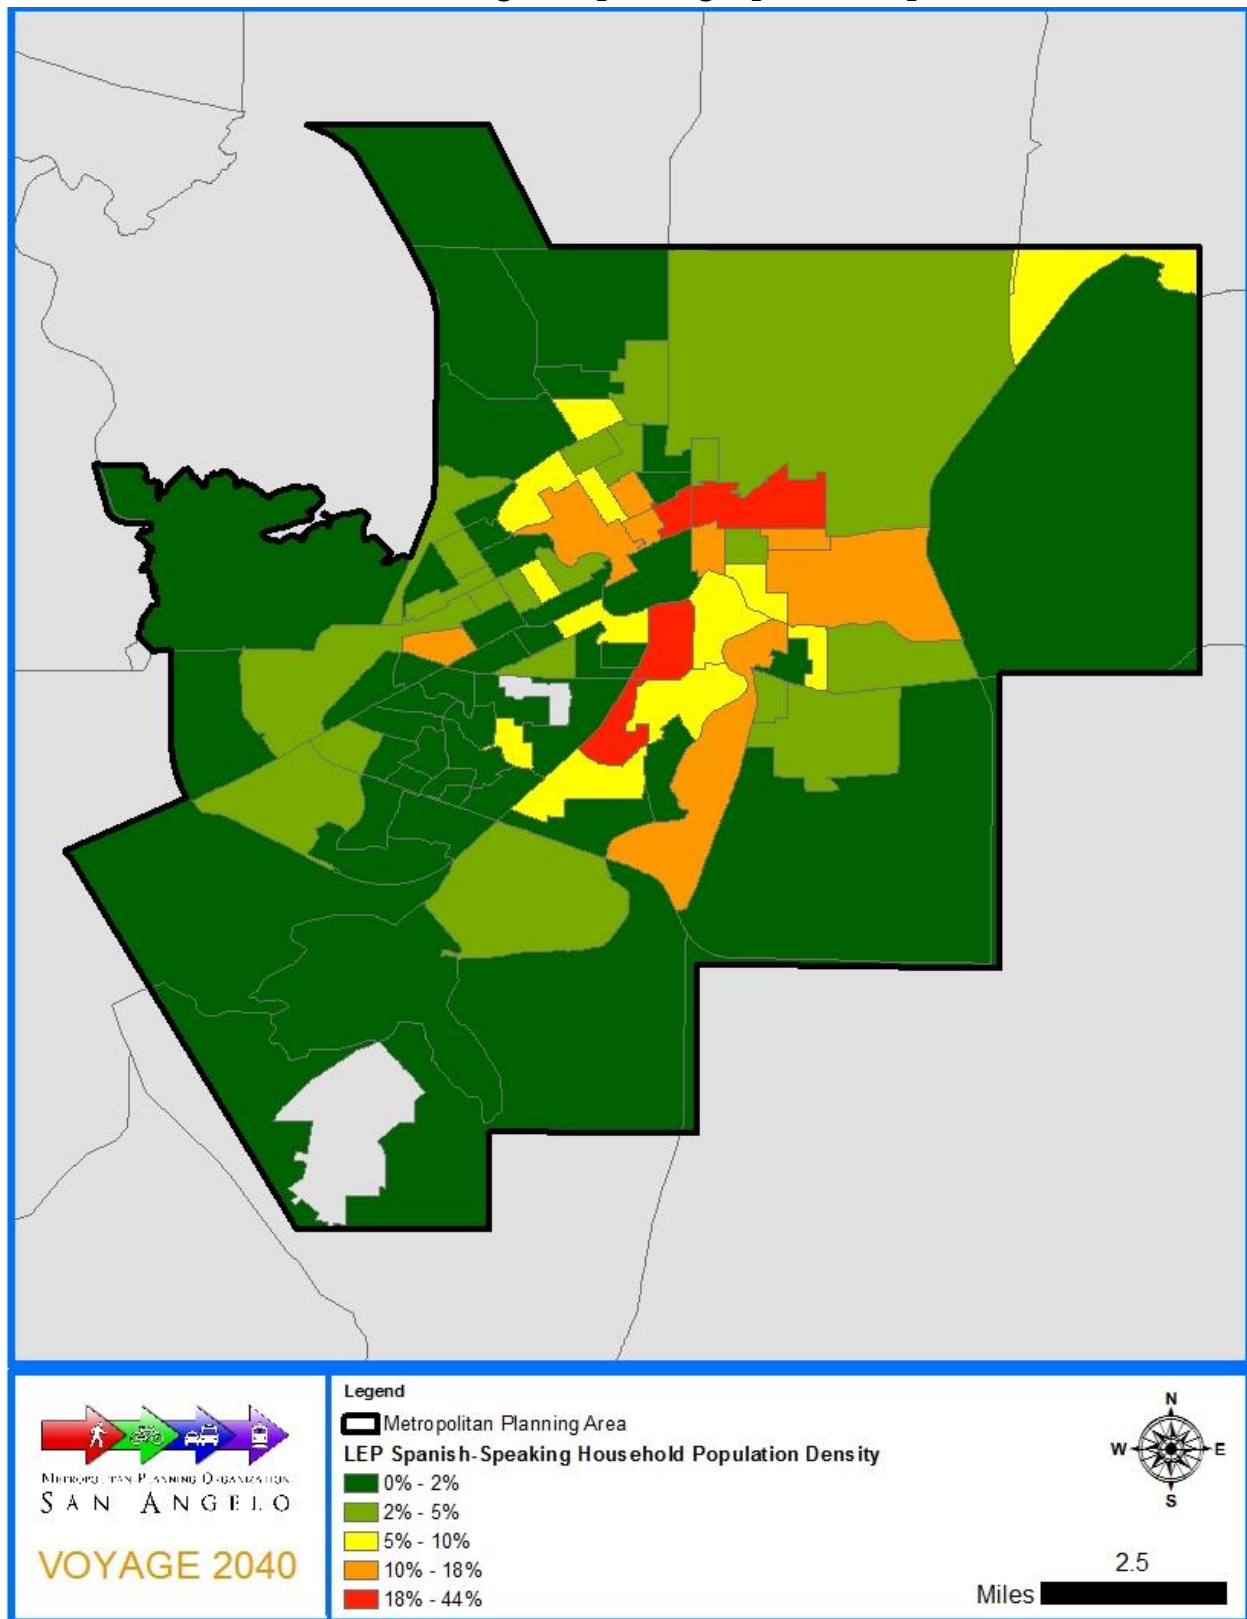 Legend
Metropolitan Planning Area
LEP Spanish-Speaking Household Population Density
0% - 2%
2% - 5%
5% - 10%
10% - 18%
18% - 44%
METROPOLITAN PLANNING ORGANIZATION
SAN ANGELO
VOYAGE 2040
N
W E
S
2.5
Miles